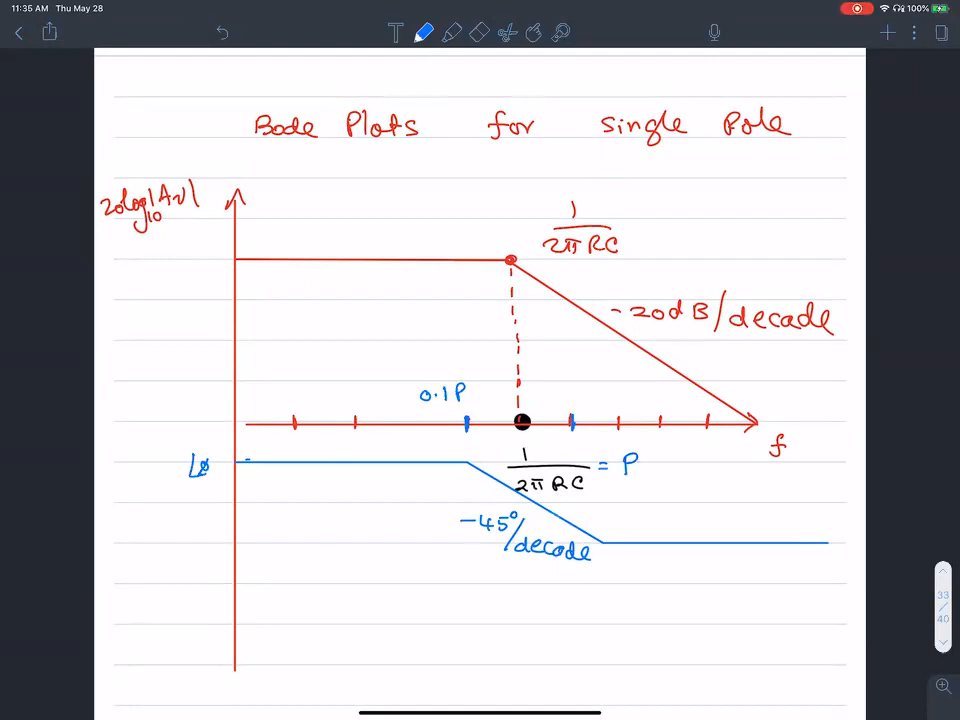 11:35 AM Thu May 28
100%
T
Bode Plots for single Pole
20log10|Av|
1
2π RC
-20dB/decade
0.1P
f
1
2π RC = P
-45°/decade
33
/
40